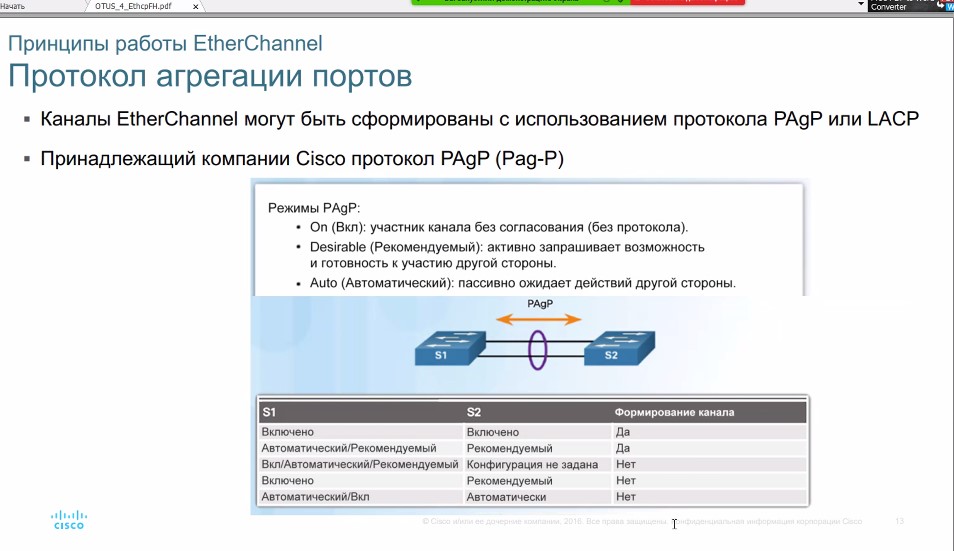 Начать
OTUS_4_EthcpFH.pdf
×
Converter
Принципы работы EtherChannel
Протокол агрегации портов
▪ Каналы EtherChannel могут быть сформированы с использованием протокола PAgP или LACP
▪ Принадлежащий компании Cisco протокол PAgP (Pag-P)
Режимы PAgP:
• On (Вкл): участник канала без согласования (без протокола).
• Desirable (Рекомендуемый): активно запрашивает возможность
и готовность к участию другой стороны.
• Auto (Автоматический): пассивно ожидает действий другой стороны.
PAgP
S1
S2
S1 S2 Формирование канала
Включено Включено Да
Автоматический/Рекомендуемый Рекомендуемый Да
Вкл/Автоматический/Рекомендуемый Конфигурация не задана Нет
Включено Рекомендуемый Нет
Автоматический/Вкл Автоматически Нет
CISCO
© Cisco и/или ее дочерние компании, 2016. Все права защищены. Конфиденциальная информация корпорации Cisco
13